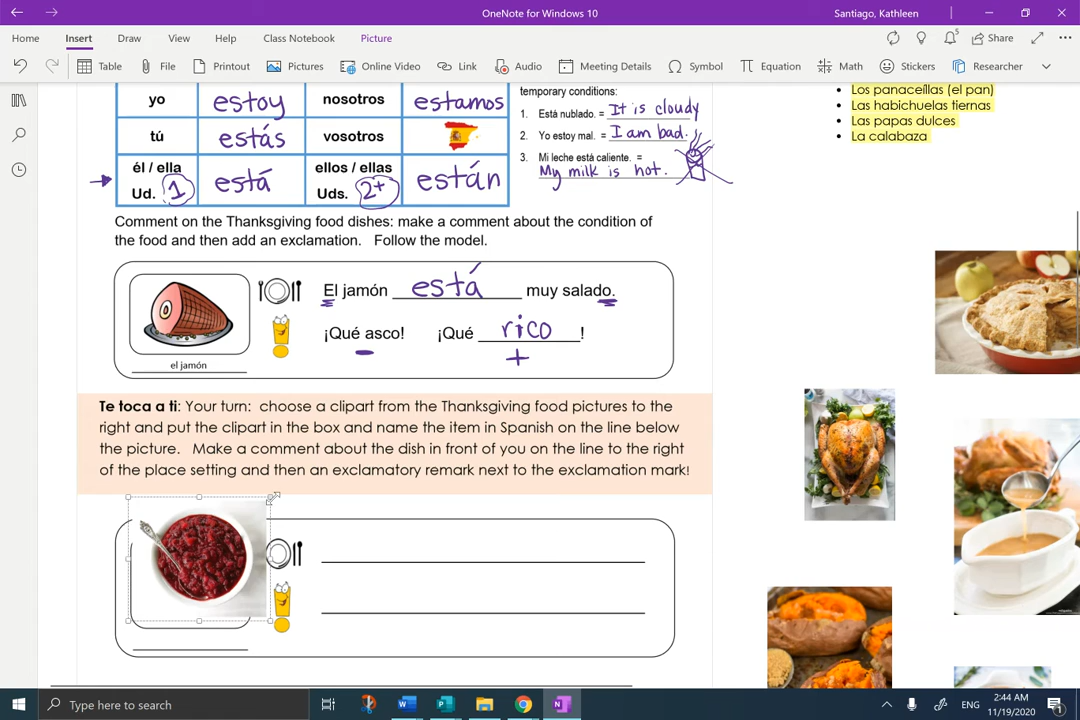 OneNote for Windows 10
Santiago, Kathleen
Home Insert Draw View Help Class Notebook Picture
Share
Table File Printout Pictures Online Video Link Audio Meeting Details Symbol Equation Math Stickers Researcher
yo estoy nosotros estamos
tú estás vosotros
él / ella
Ud. 1 está
ellos / ellas
Uds. 2+ están
temporary conditions:
1. Está nublado. = It is cloudy
2. Yo estoy mal. = I am bad.
3. Mi leche está caliente. =
My milk is hot.
Los panaceíllas (el pan)
Las habichuelas tiernas
Las papas dulces
La calabaza
Comment on the Thanksgiving food dishes: make a comment about the condition of
the food and then add an exclamation. Follow the model.
El jamón está muy salado.
¡Qué asco! ¡Qué rico!
+
el jamón
Te toca a ti: Your turn: choose a clipart from the Thanksgiving food pictures to the
right and put the clipart in the box and name the item in Spanish on the line below
the picture. Make a comment about the dish in front of you on the line to the right
of the place setting and then an exclamatory remark next to the exclamation mark!
Type here to search
ENG
2:44 AM
11/19/2020